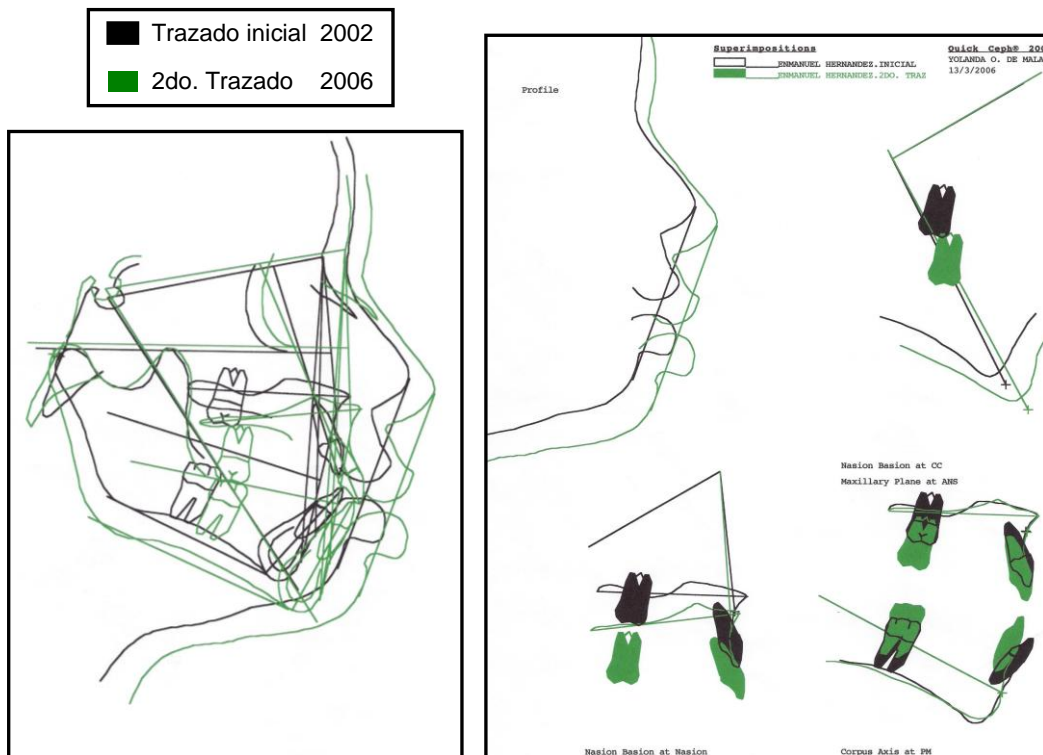 Trazado inicial 2002
2do. Trazado 2006
Superimpositions
ENMANUEL HERNANDEZ.INICIAL
ENMANUEL HERNANDEZ.2DO. TRAZ
Quick Ceph® 200
YOLANDA O. DE MALA
13/3/2006
Profile
Nasion Basion at CC
Maxillary Plane at ANS
Nasion Basion at Nasion
Corpus Axis at PM